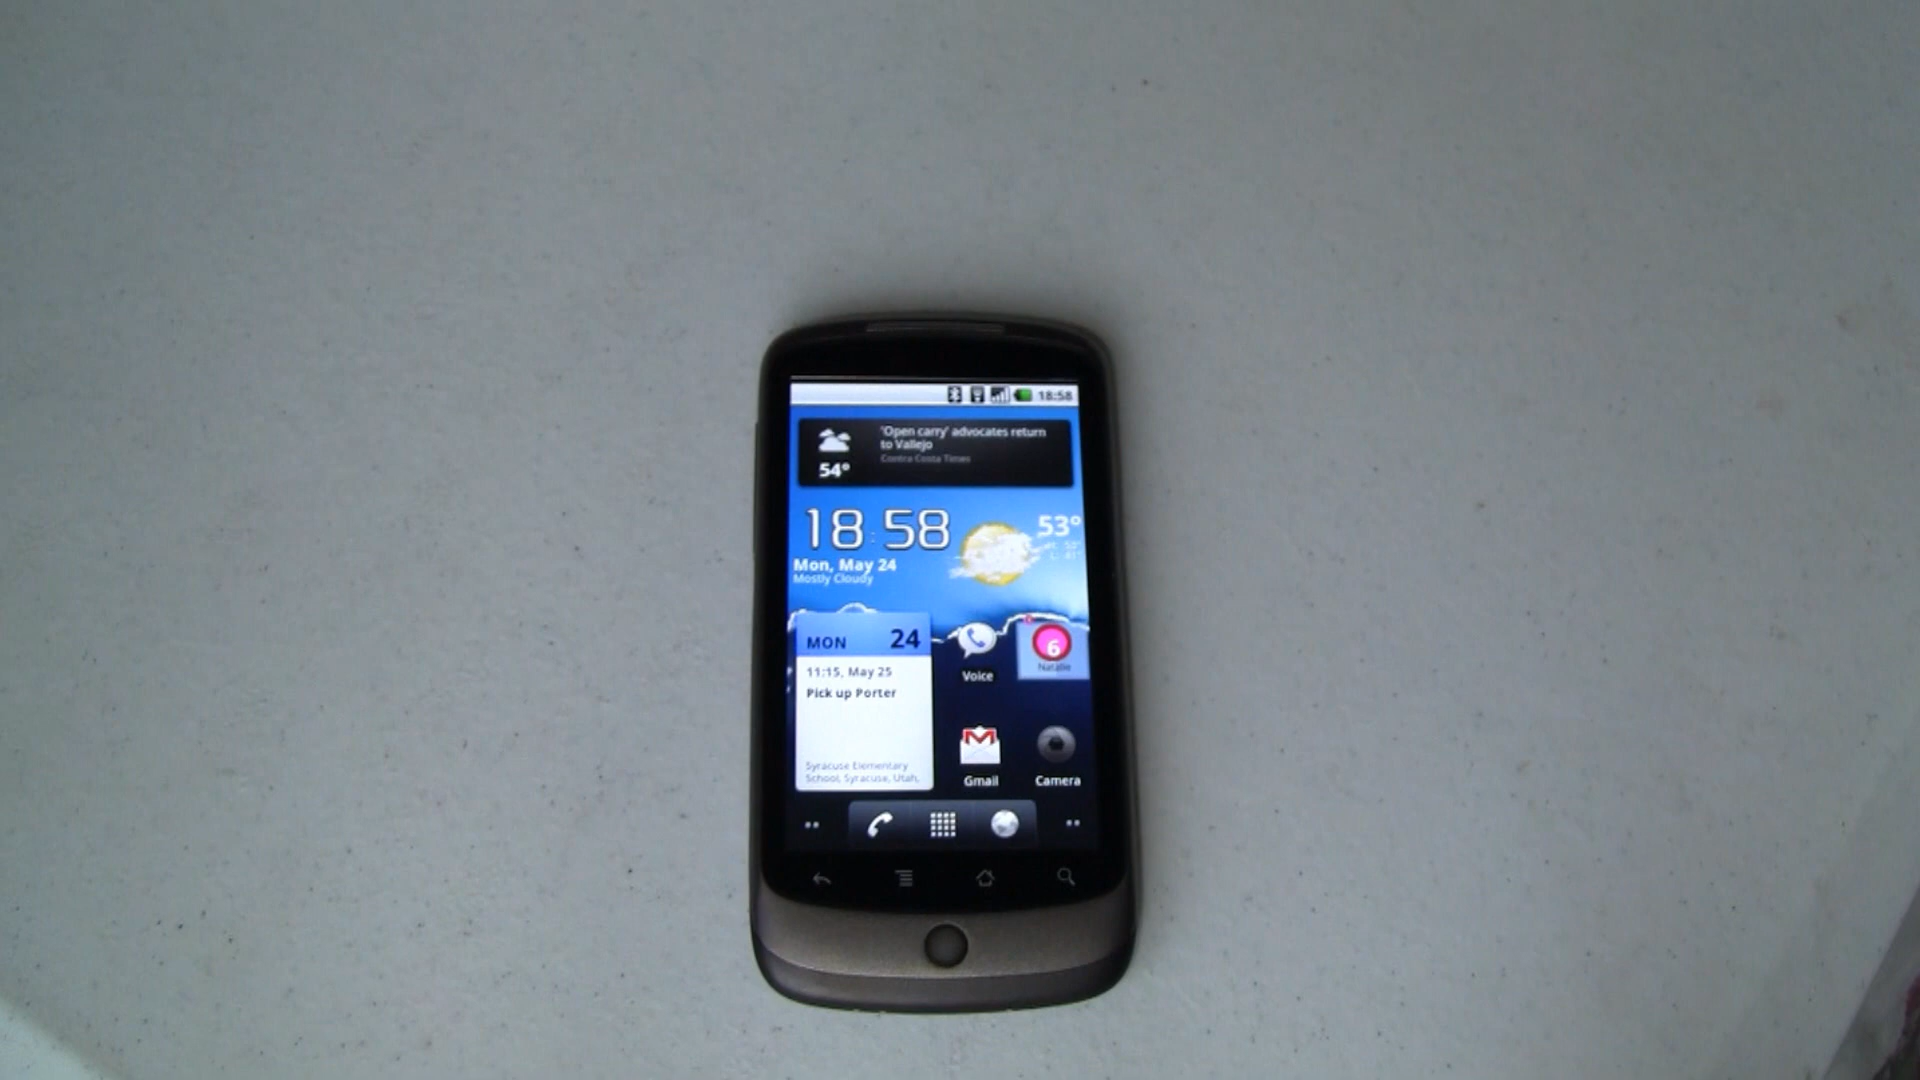 18:58
'Open carry' advocates return
to Vallejo
Contra Costa Times
54°
18:58
53°
Mon, May 24
Mostly Cloudy
MON 24
11:15, May 25
Pick up Porter
Syracuse Elementary
School, Syracuse, Utah,
Voice
6
Natalie
Gmail
Camera